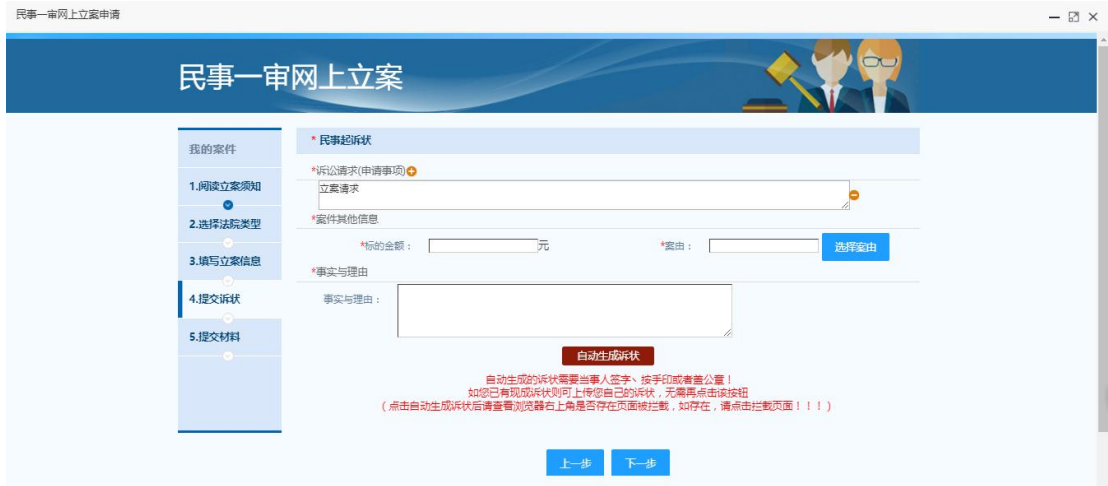 民事一审网上立案申请
民事一审网上立案
我的案件
1.阅读立案须知
2.选择法院类型
3.填写立案信息
4.提交诉状
5.提交材料
* 民事起诉状
*诉讼请求(申请事项)
立案请求
*案件其他信息
*标的金额： 元 *案由： 选择案由
*事实与理由
事实与理由：
自动生成诉状
自动生成的诉状需要当事人签字、按手印或者盖公章！
如您已有现成诉状则可上传您自己的诉状，无需再点击该按钮
（点击自动生成诉状后请查看浏览器右上角是否存在页面被拦截，如存在，请点击拦截页面！！！）
上一步 下一步